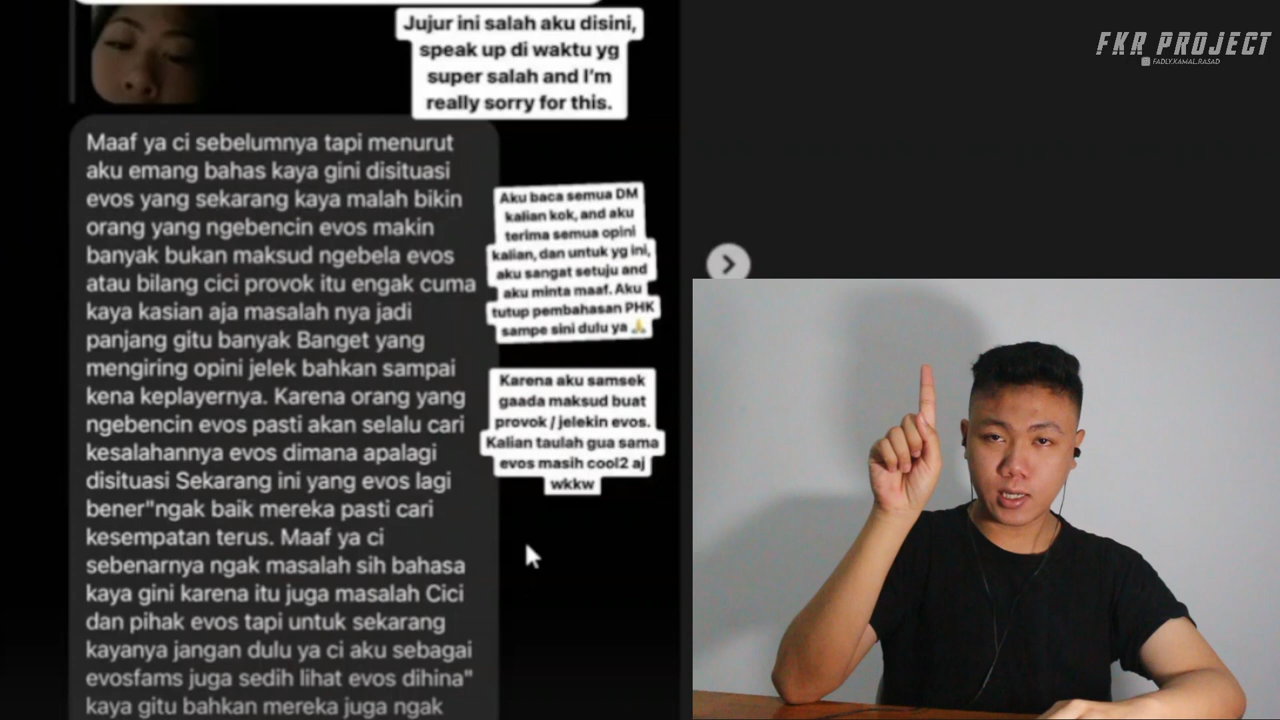 Jujur ini salah aku disini,
speak up di waktu yg
super salah and I'm
really sorry for this.
FKR PROJECT
FADLY.KAMAL.RASAD
Maaf ya ci sebelumnya tapi menurut
aku emang bahas kaya gini disituasi
evos yang sekarang kaya malah bikin
orang yang ngebencin evos makin
banyak bukan maksud ngebela evos
atau bilang cici provok itu engak cuma
kaya kasian aja masalah nya jadi
panjang gitu banyak Banget yang
mengiring opini jelek bahkan sampai
kena keplayernya. Karena orang yang
ngebencin evos pasti akan selalu cari
kesalahannya evos dimana apalagi
disituasi Sekarang ini yang evos lagi
bener"ngak baik mereka pasti cari
kesempatan terus. Maaf ya ci
sebenarnya ngak masalah sih bahasa
kaya gini karena itu juga masalah Cici
dan pihak evos tapi untuk sekarang
kayanya jangan dulu ya ci aku sebagai
evosfams juga sedih lihat evos dihina"
kaya gitu bahkan mereka juga ngak
Aku baca semua DM
kalian kok, and aku
terima semua opini
kalian, dan untuk yg ini,
aku sangat setuju and
aku minta maaf. Aku
tutup pembahasan PHK
sampe sini dulu ya 🙏
Karena aku samsek
gaada maksud buat
provok / jelekin evos.
Kalian taulah gua sama
evos masih cool2 aj
wkkw